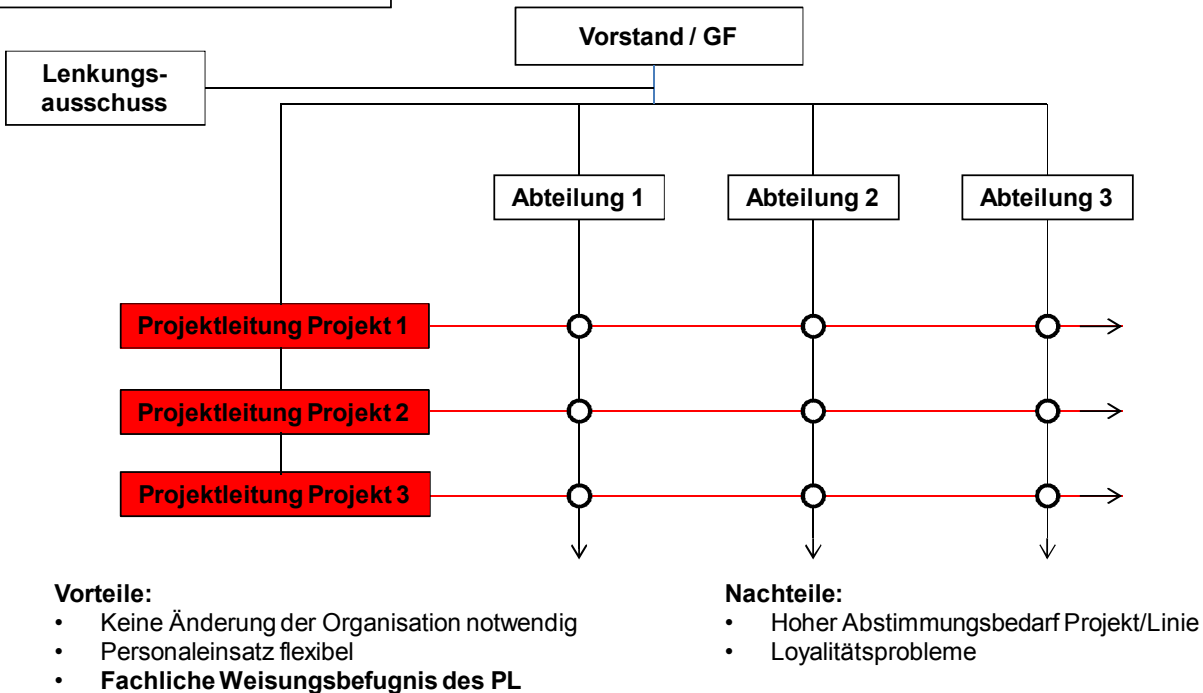 Vorstand / GF
Lenkungs-
ausschuss
Abteilung 1
Abteilung 2
Abteilung 3
Projektleitung Projekt 1
Projektleitung Projekt 2
Projektleitung Projekt 3
Vorteile:
• Keine Änderung der Organisation notwendig
• Personaleinsatz flexibel
• Fachliche Weisungsbefugnis des PL
Nachteile:
• Hoher Abstimmungsbedarf Projekt/Linie
• Loyalitätsprobleme